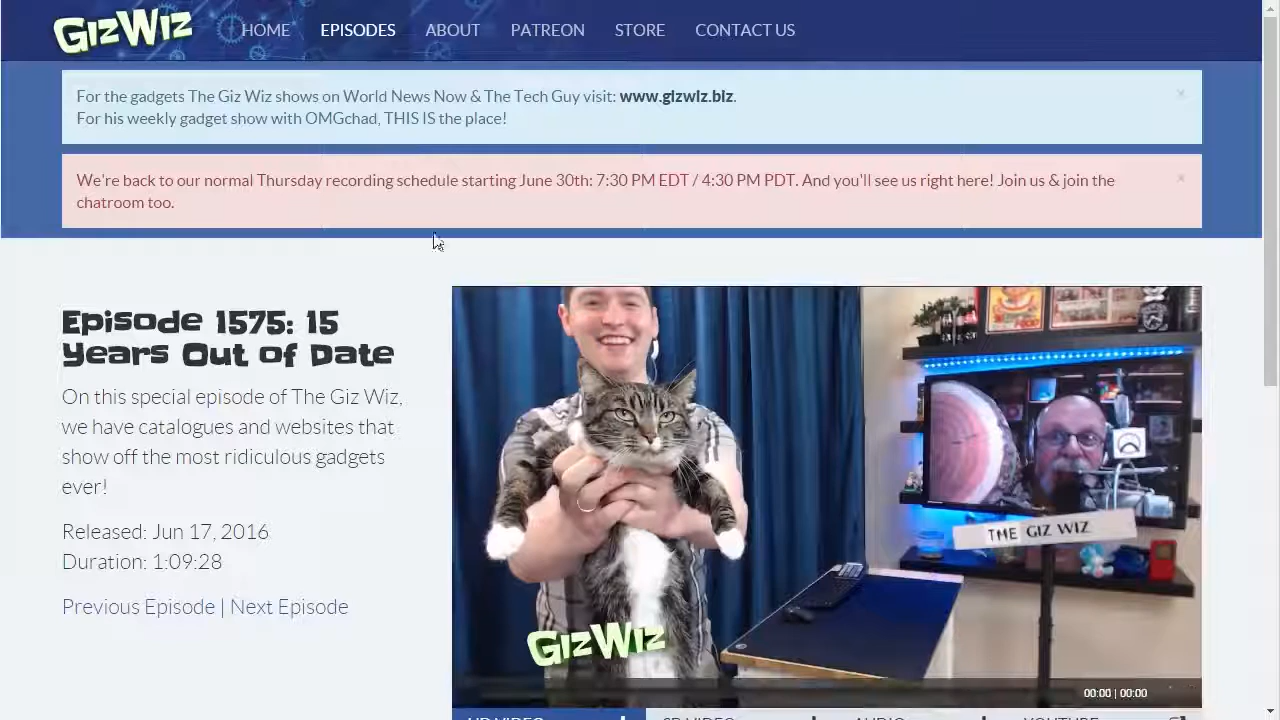 GizWiz
HOME EPISODES ABOUT PATREON STORE CONTACT US
For the gadgets The Giz Wiz shows on World News Now & The Tech Guy visit: www.gizwiz.biz.
×
For his weekly gadget show with OMGchad, THIS IS the place!
We're back to our normal Thursday recording schedule starting June 30th: 7:30 PM EDT / 4:30 PM PDT. And you'll see us right here! Join us & join the
×
chatroom too.
Episode 1575: 15
Years Out of Date
On this special episode of The Giz Wiz,
we have catalogues and websites that
show off the most ridiculous gadgets
ever!
Released: Jun 17, 2016
Duration: 1:09:28
Previous Episode | Next Episode
THE GIZ WIZ
GizWiz
00:00 | 00:00
HD VIDEO SD VIDEO AUDIO YOUTUBE